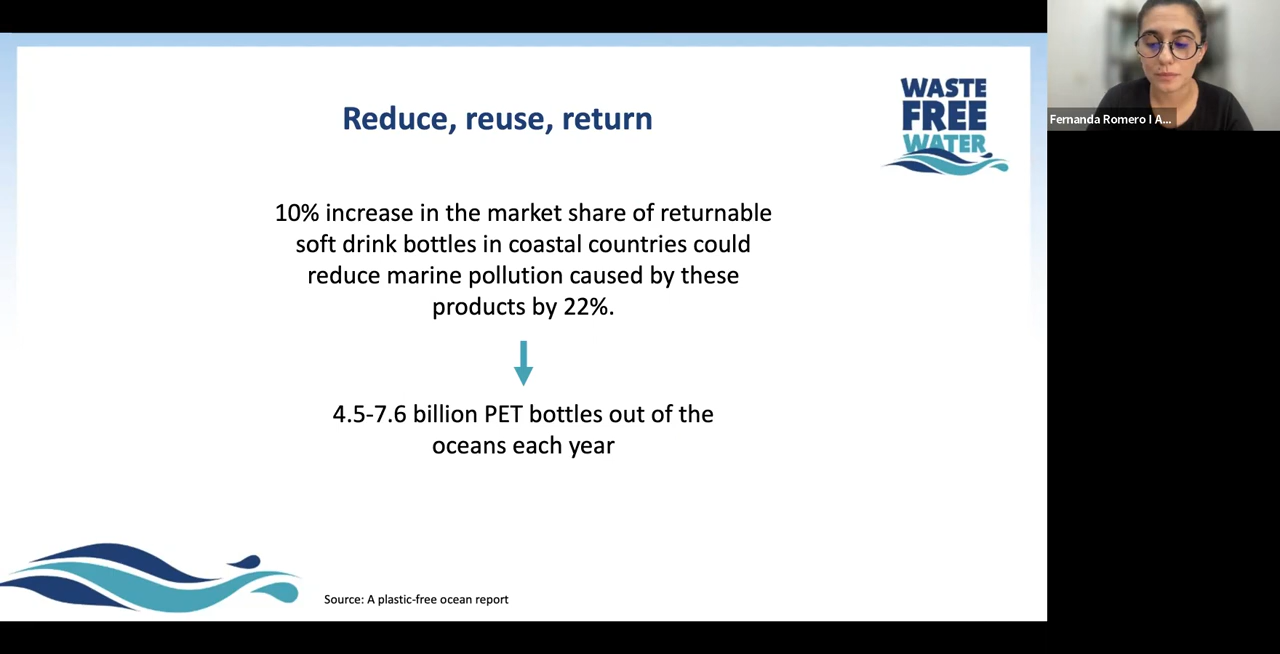 Reduce, reuse, return
WASTE
FREE
WATER
10% increase in the market share of returnable
soft drink bottles in coastal countries could
reduce marine pollution caused by these
products by 22%.
4.5-7.6 billion PET bottles out of the
oceans each year
Source: A plastic-free ocean report
Fernanda Romero I A...